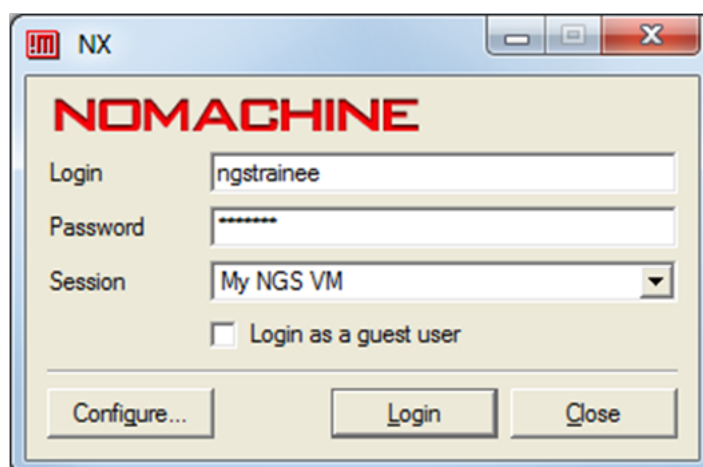 !M NX
NOMACHINE
Login ngstrainee
Password *******
Session My NGS VM
Login as a guest user
Configure... Login Close